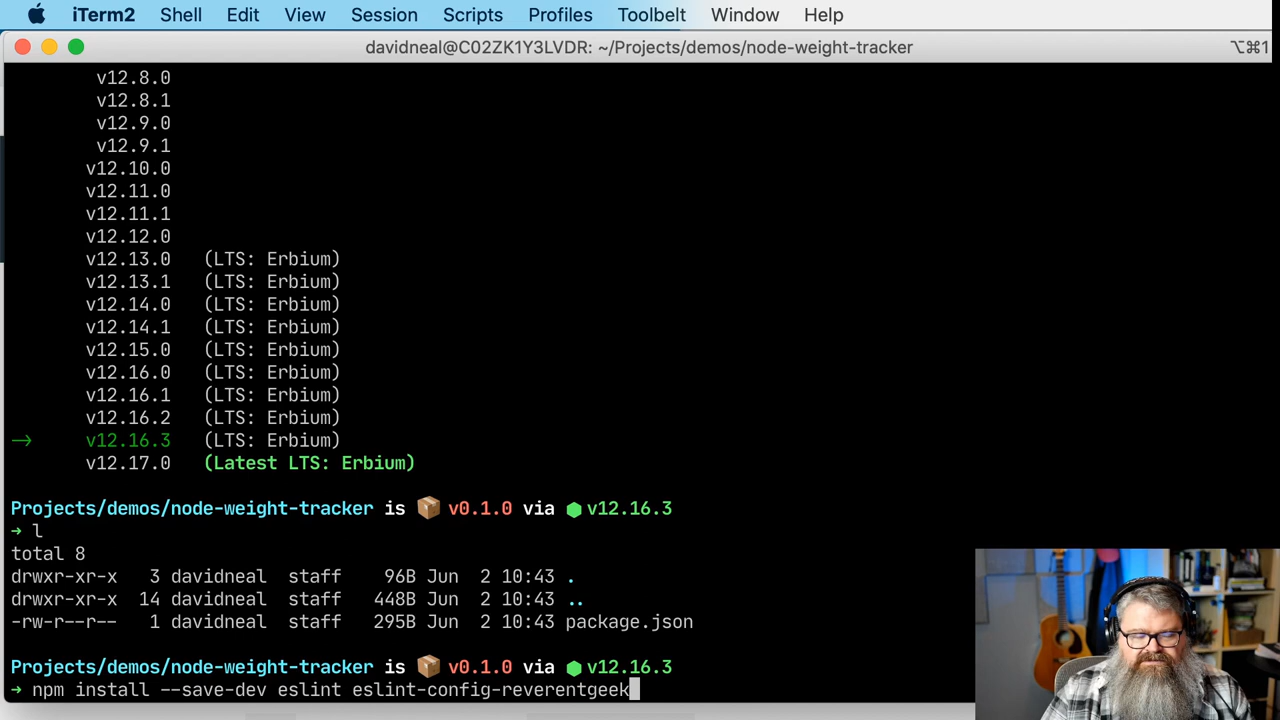 iTerm2 Shell Edit View Session Scripts Profiles Toolbelt Window Help
davidneal@C02ZK1Y3LVDR: ~/Projects/demos/node-weight-tracker ⌥⌘1
v12.8.0
v12.8.1
v12.9.0
v12.9.1
v12.10.0
v12.11.0
v12.11.1
v12.12.0
v12.13.0 (LTS: Erbium)
v12.13.1 (LTS: Erbium)
v12.14.0 (LTS: Erbium)
v12.14.1 (LTS: Erbium)
v12.15.0 (LTS: Erbium)
v12.16.0 (LTS: Erbium)
v12.16.1 (LTS: Erbium)
v12.16.2 (LTS: Erbium)
-> v12.16.3 (LTS: Erbium)
v12.17.0 (Latest LTS: Erbium)
Projects/demos/node-weight-tracker is 📦 v0.1.0 via ⬢ v12.16.3
➜ l
total 8
drwxr-xr-x 3 davidneal staff 96B Jun 2 10:43 .
drwxr-xr-x 14 davidneal staff 448B Jun 2 10:43 ..
-rw-r--r-- 1 davidneal staff 295B Jun 2 10:43 package.json
Projects/demos/node-weight-tracker is 📦 v0.1.0 via ⬢ v12.16.3
➜ npm install --save-dev eslint eslint-config-reverentgeek